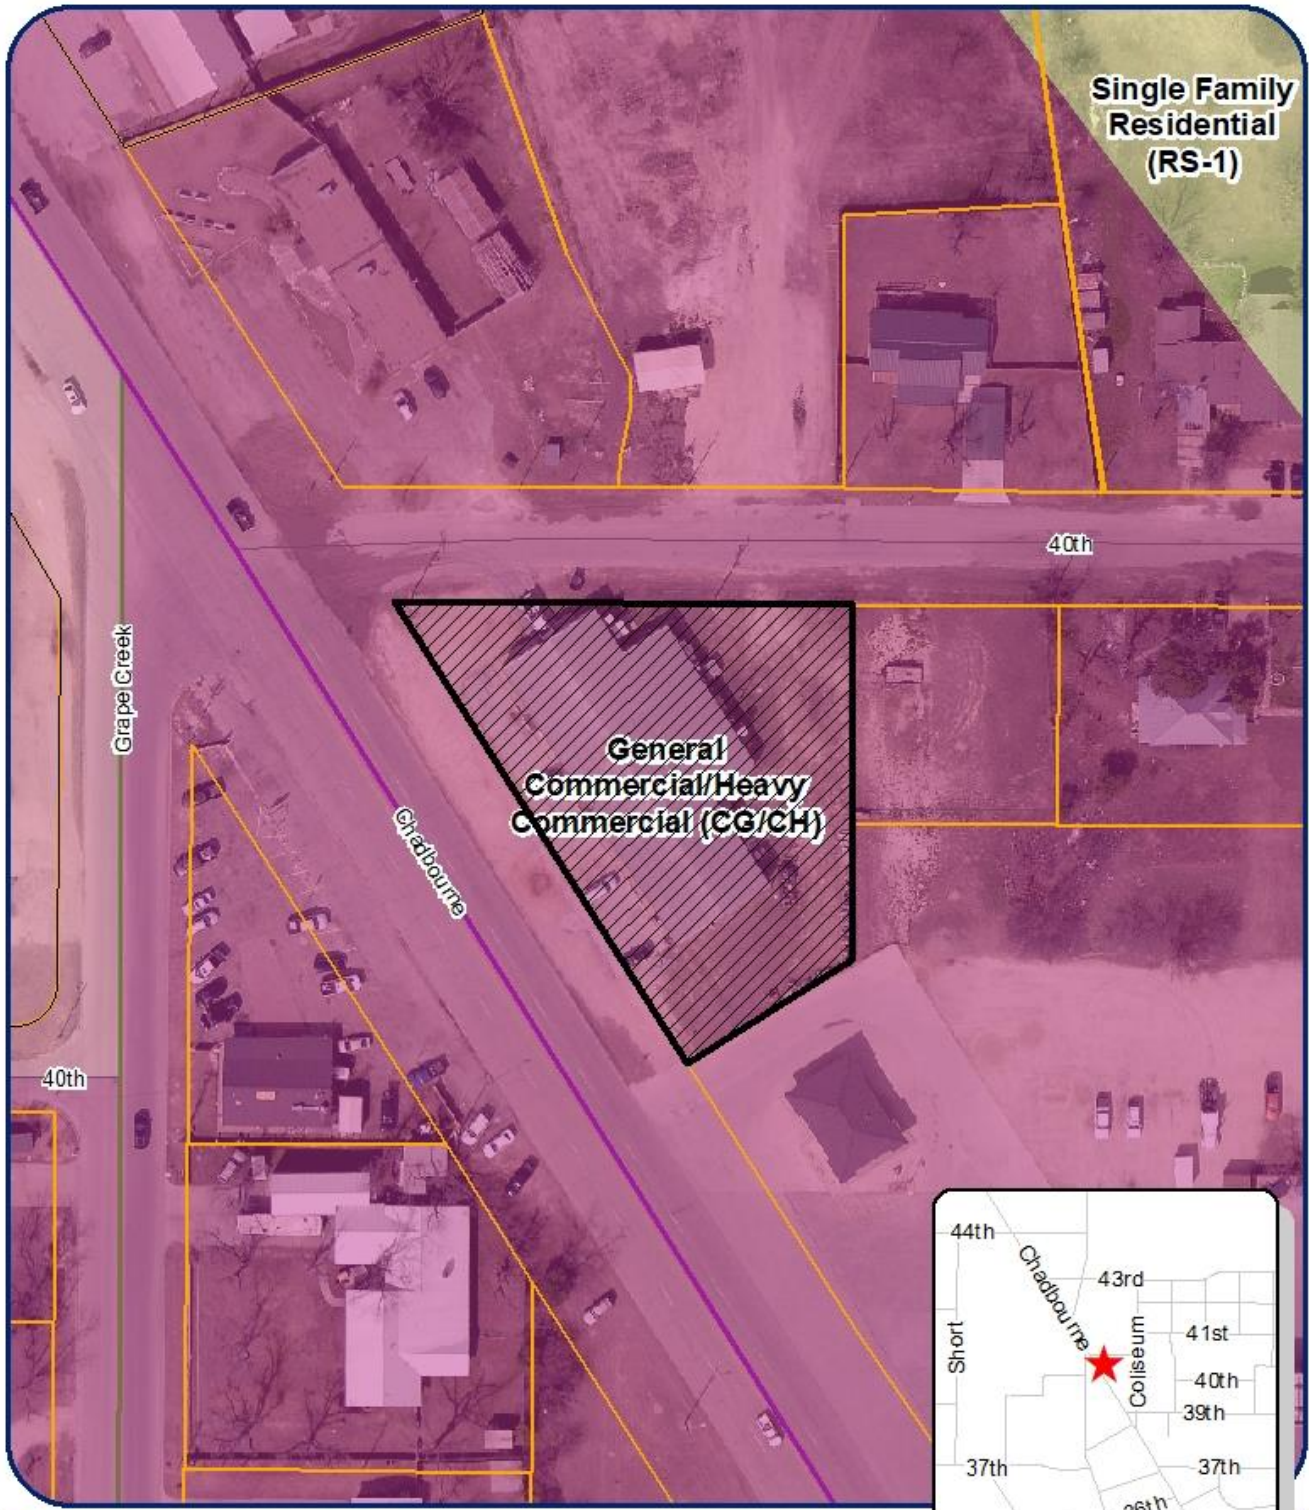 Single Family
Residential
(RS-1)
40th
Grape Creek
General
Commercial/Heavy
Commercial (CG/CH)
Chadbourne
40th
44th
Chadbourne
43rd
Short
Coliseum
41st
40th
39th
37th
37th
36th